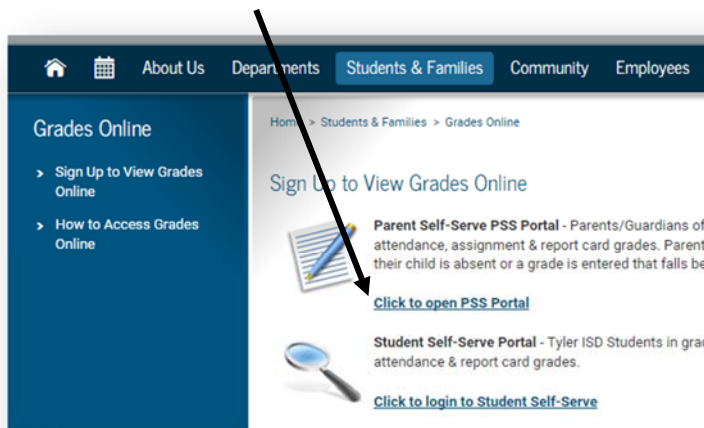 About Us Departments Students & Families Community Employees
Grades Online
Sign Up to View Grades
Online
How to Access Grades
Online
Home > Students & Families > Grades Online
Sign Up to View Grades Online
Parent Self-Serve PSS Portal - Parents/Guardians of
attendance, assignment & report card grades. Parent
their child is absent or a grade is entered that falls be
Click to open PSS Portal
Student Self-Serve Portal - Tyler ISD Students in grad
attendance & report card grades.
Click to login to Student Self-Serve